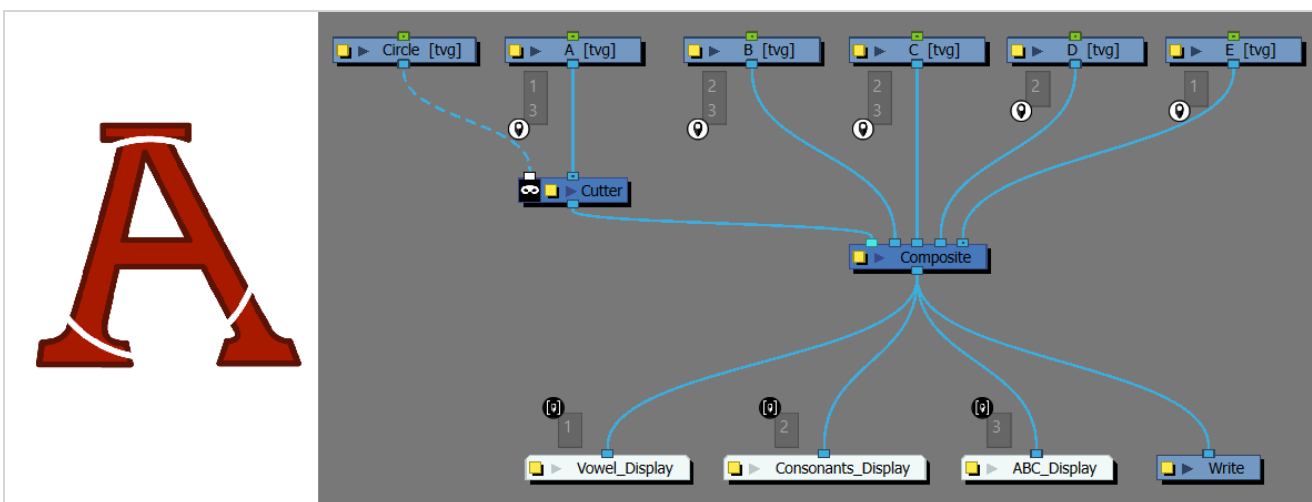 A
Circle [tvg] A [tvg] B [tvg] C [tvg] D [tvg] E [tvg]
1 2 2 2 1
3 3 3
Cutter
Composite
1 2 3
Vowel_Display Consonants_Display ABC_Display Write